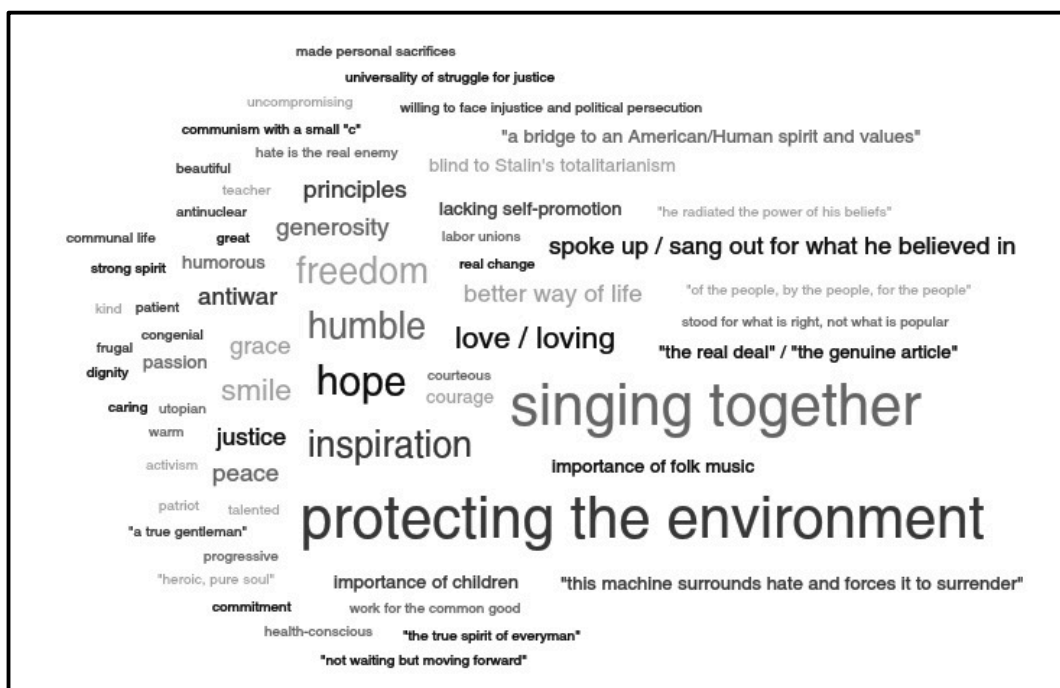 made personal sacrifices
universality of struggle for justice
uncompromising
willing to face injustice and political persecution
communism with a small "c"
"a bridge to an American/Human spirit and values"
hate is the real enemy
beautiful
blind to Stalin's totalitarianism
teacher
principles
antinuclear
lacking self-promotion
"he radiated the power of his beliefs"
generosity
communal life
great
labor unions
spoke up / sang out for what he believed in
strong spirit
humorous
freedom
real change
kind
patient
antiwar
better way of life
"of the people, by the people, for the people"
humble
stood for what is right, not what is popular
congenial
love / loving
frugal
grace
"the real deal" / "the genuine article"
passion
dignity
hope
courteous
smile
courage
singing together
caring
utopian
warm
justice
inspiration
importance of folk music
activism
peace
patriot
talented
protecting the environment
"a true gentleman"
progressive
"heroic, pure soul"
importance of children
"this machine surrounds hate and forces it to surrender"
commitment
work for the common good
health-conscious
"the true spirit of everyman"
"not waiting but moving forward"